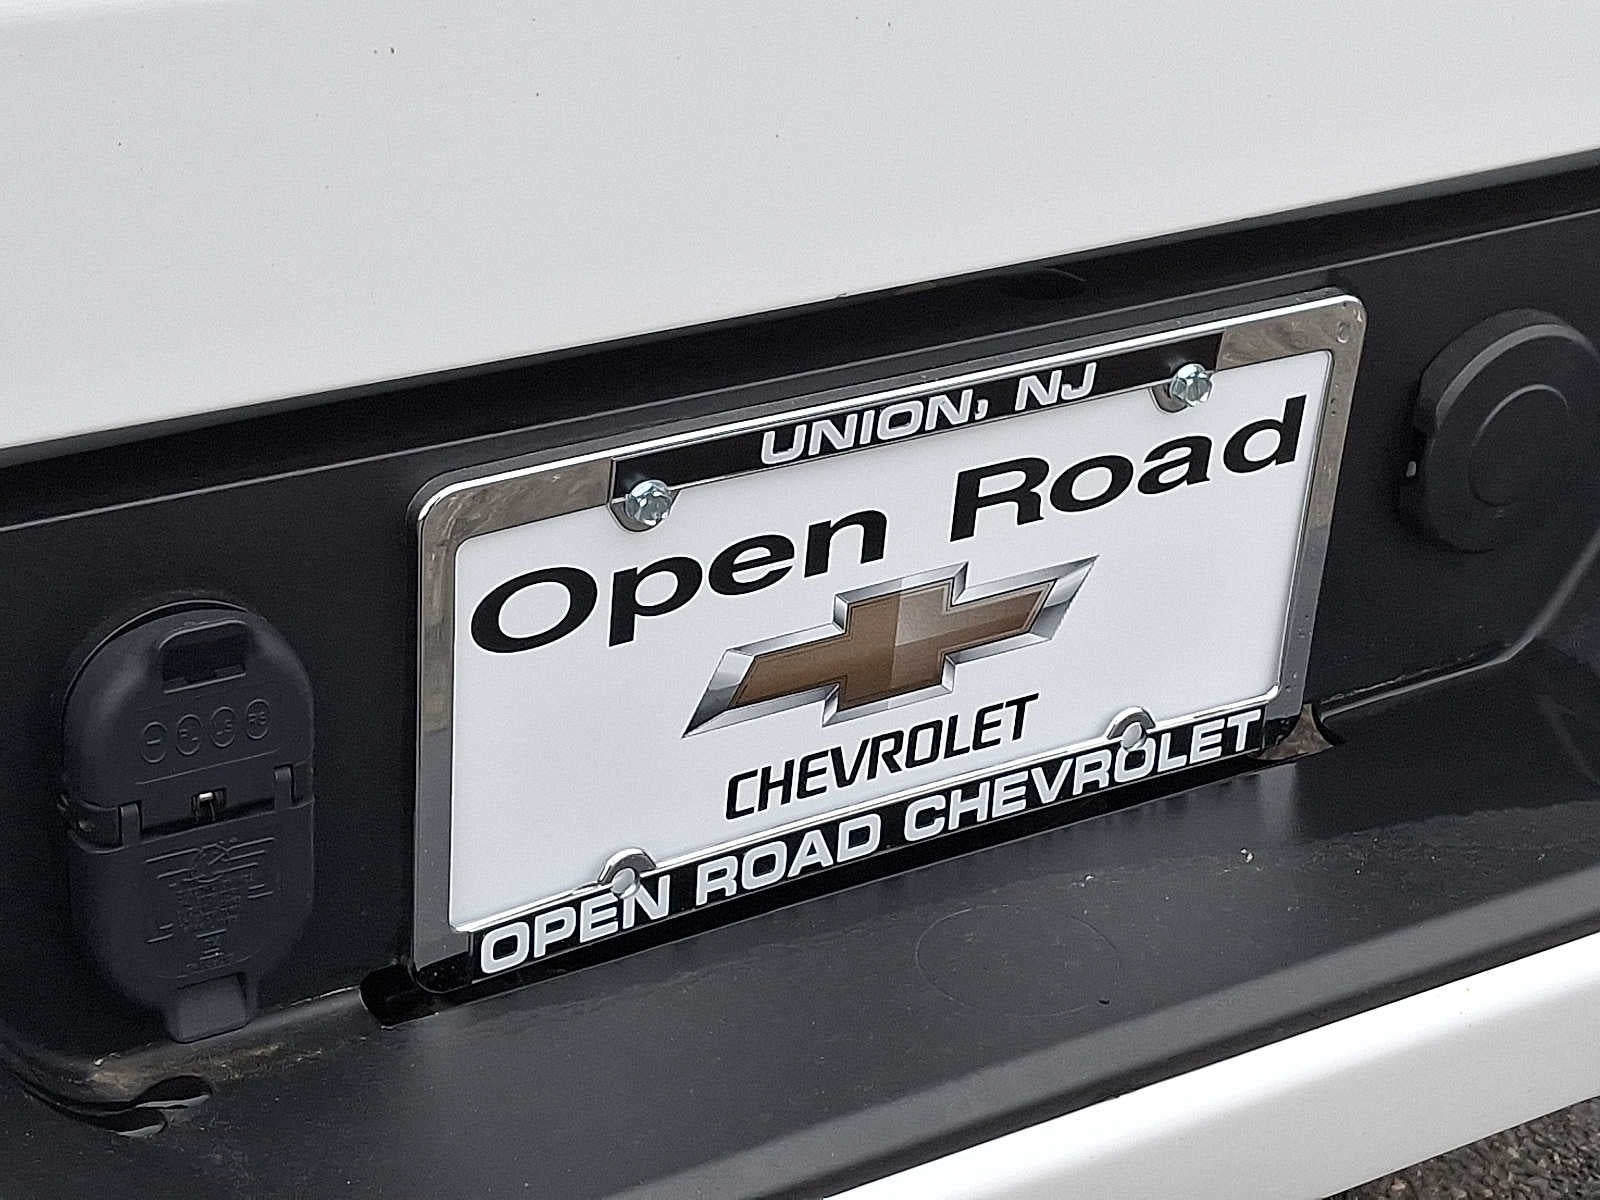 UNION, NJ
Open Road
CHEVROLET
OPEN ROAD CHEVROLET